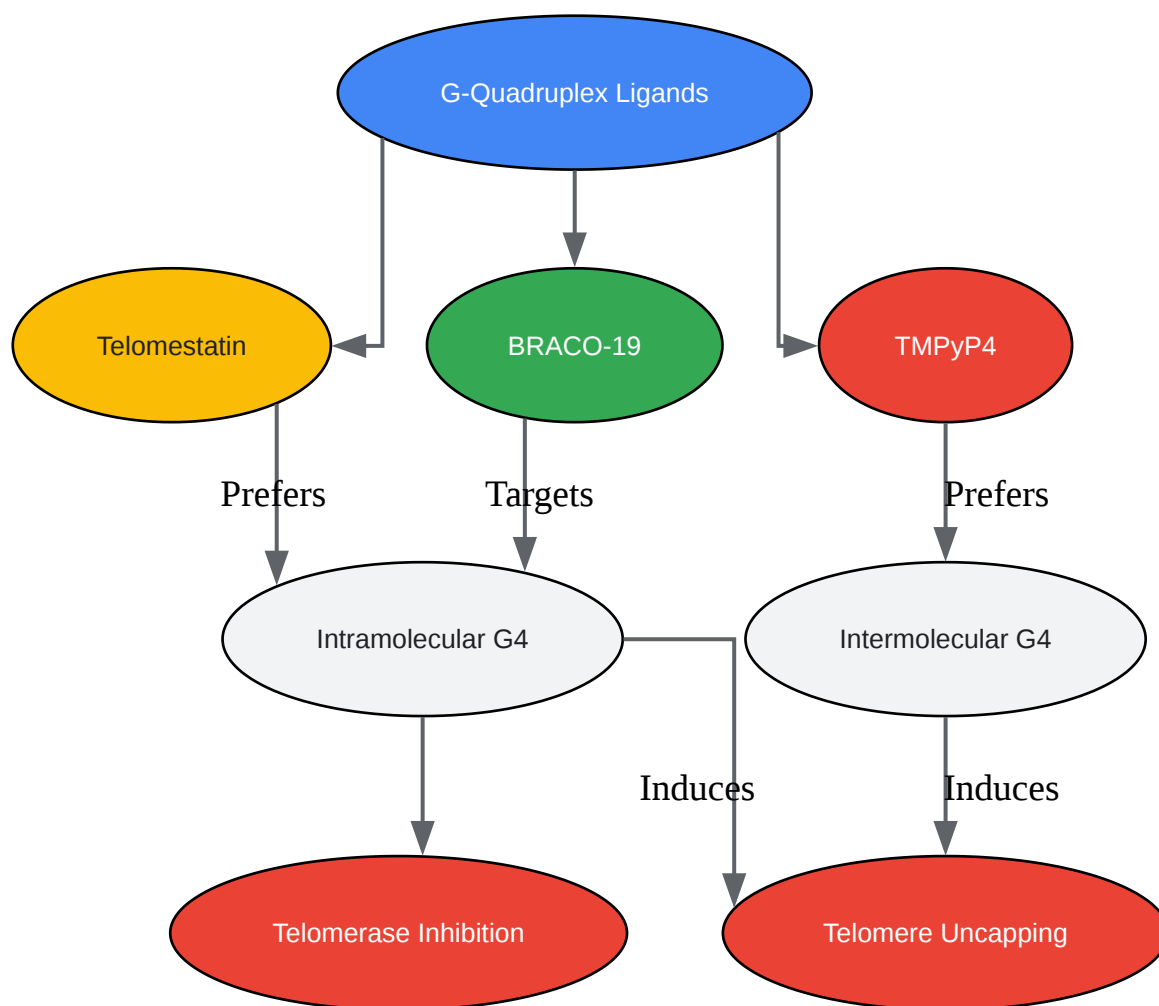 G-Quadruplex Ligands
Telomestatin
BRACO-19
TMPyP4
Prefers
Targets
Prefers
Intramolecular G4
Intermolecular G4
Induces
Induces
Telomerase Inhibition
Telomere Uncapping